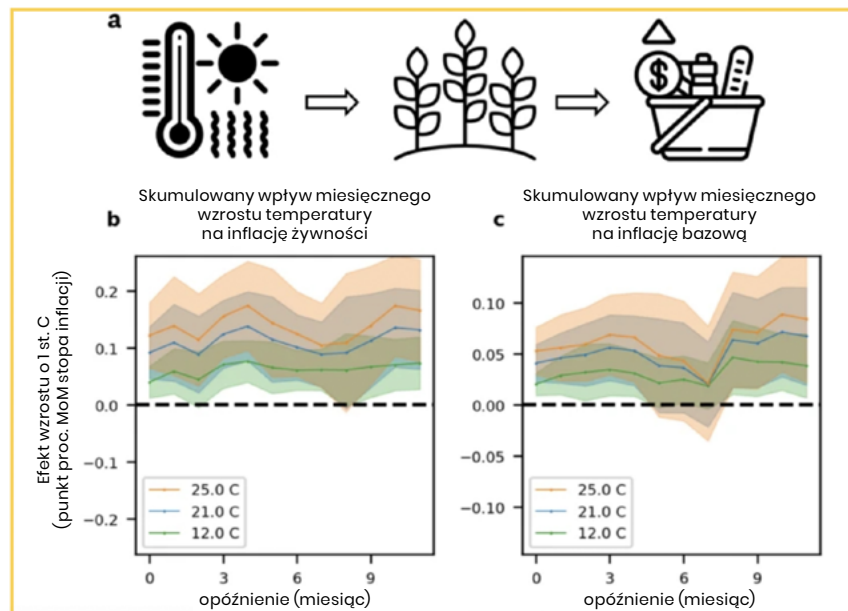 a
$
Skumulowany wpływ miesięcznego
wzrostu temperatury
na inflację żywności
b
Skumulowany wpływ miesięcznego
wzrostu temperatury
na inflację bazową
c
Efekt wzrostu o 1 st. C
(punkt proc. MoM stopa inflacji)
0.2
0.1
0.0
−0.1
−0.2
25.0 C
21.0 C
12.0 C
0 3 6 9
opóźnienie (miesiąc)
0.10
0.05
0.00
−0.05
−0.10
25.0 C
21.0 C
12.0 C
0 3 6 9
opóźnienie (miesiąc)